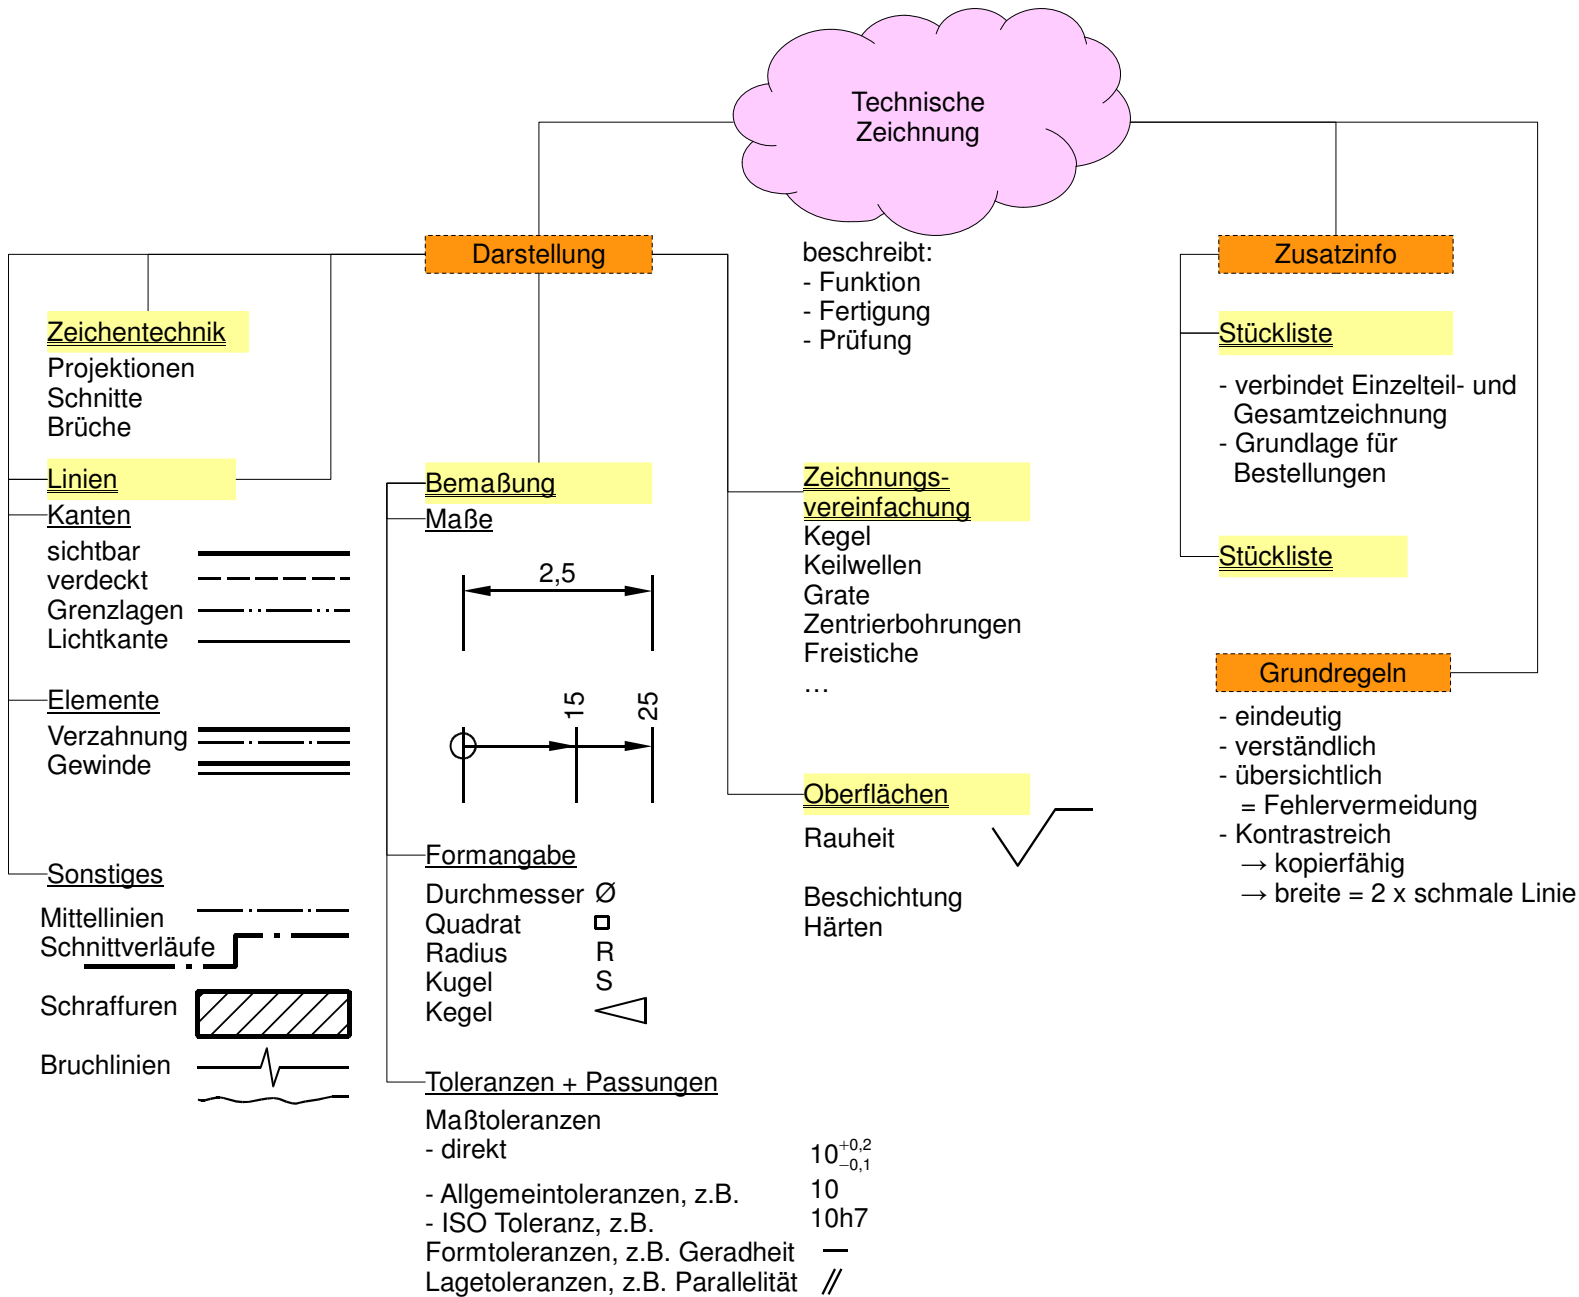 Technische
Zeichnung
beschreibt:
- Funktion
- Fertigung
- Prüfung
Darstellung
Zeichentechnik
Projektionen
Schnitte
Brüche
Linien
Kanten
sichtbar
verdeckt
Grenzlagen
Lichtkante
Elemente
Verzahnung
Gewinde
Sonstiges
Mittellinien
Schnittverläufe
Schraffuren
Bruchlinien
Bemaßung
Maße
2,5
15
25
Formangabe
Durchmesser Ø
Quadrat
Radius R
Kugel S
Kegel
Toleranzen + Passungen
Maßtoleranzen
- direkt 10 +0,2 −0,1
- Allgemeintoleranzen, z.B. 10
- ISO Toleranz, z.B. 10h7
Formtoleranzen, z.B. Geradheit
Lagetoleranzen, z.B. Parallelität
Zeichnungs-
vereinfachung
Kegel
Keilwellen
Grate
Zentrierbohrungen
Freistiche
…
Oberflächen
Rauheit
Beschichtung
Härten
Zusatzinfo
Stückliste
- verbindet Einzelteil- und
Gesamtzeichnung
- Grundlage für
Bestellungen
Stückliste
Grundregeln
- eindeutig
- verständlich
- übersichtlich
= Fehlervermeidung
- Kontrastreich
→ kopierfähig
→ breite = 2 x schmale Linie